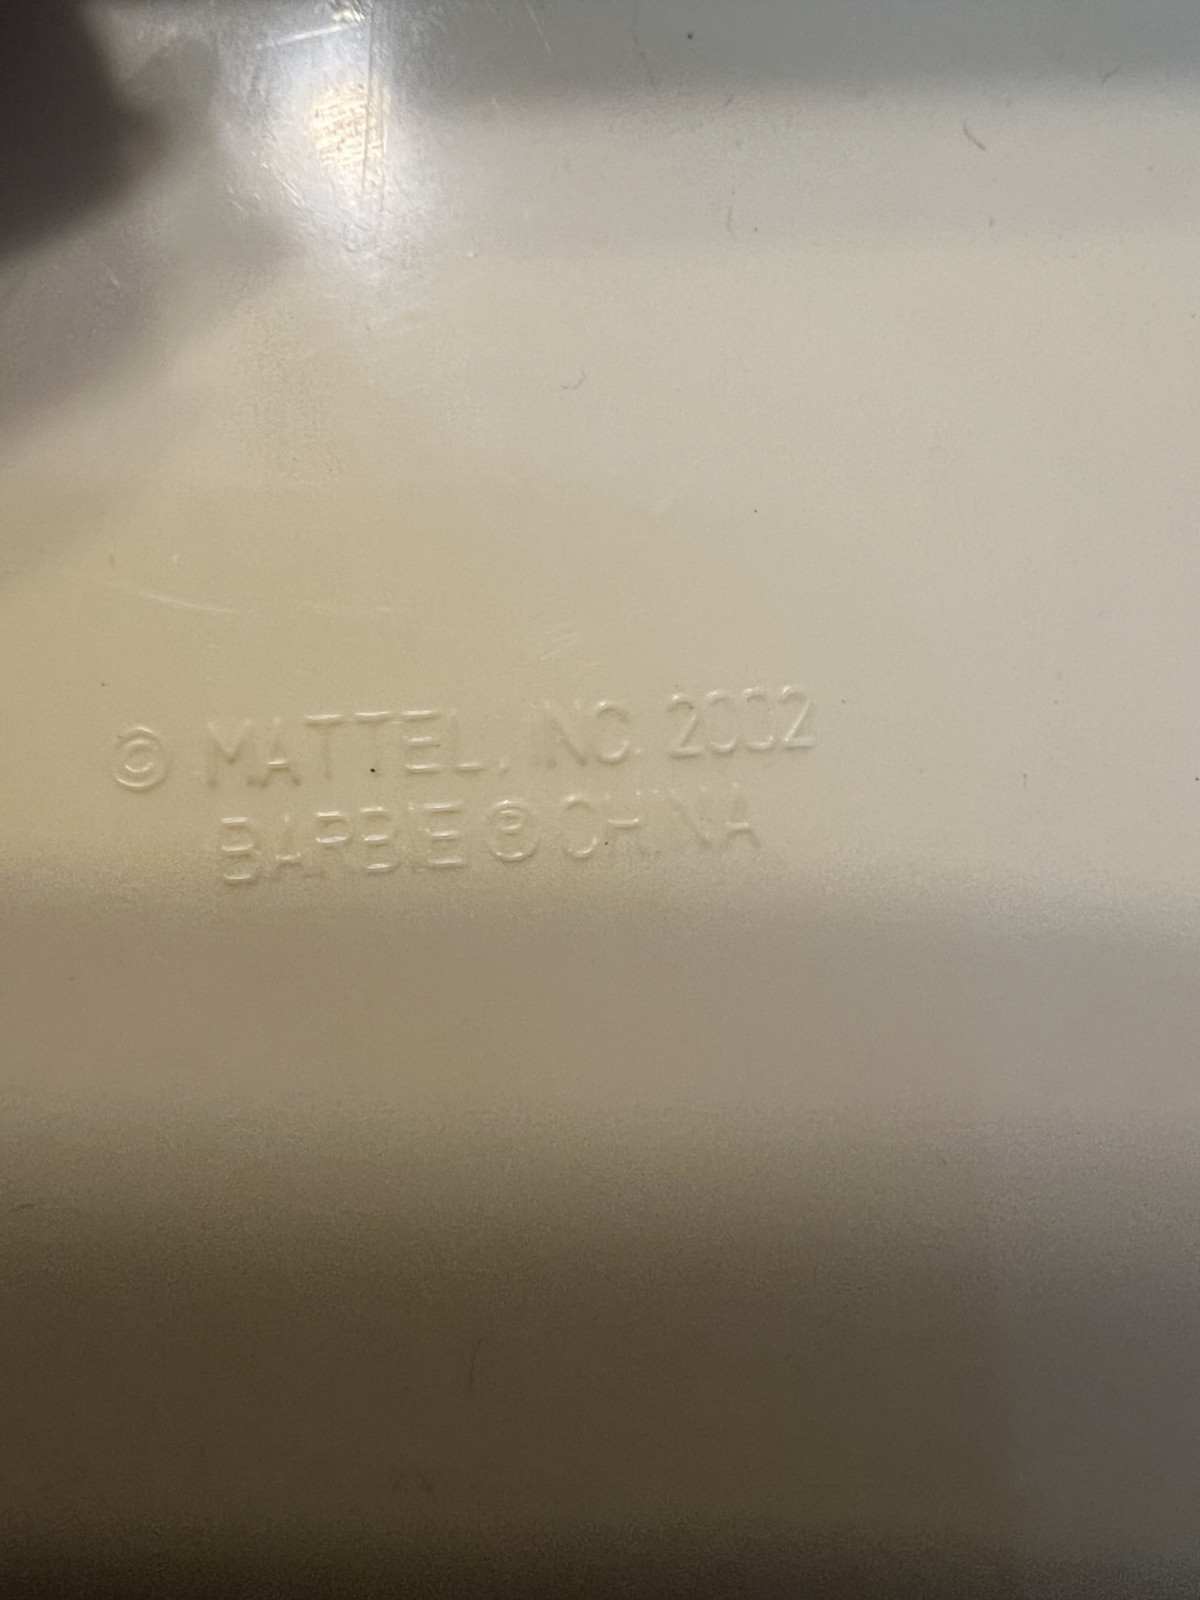 © MATTEL, INC. 2002
BARBIE ® CHINA